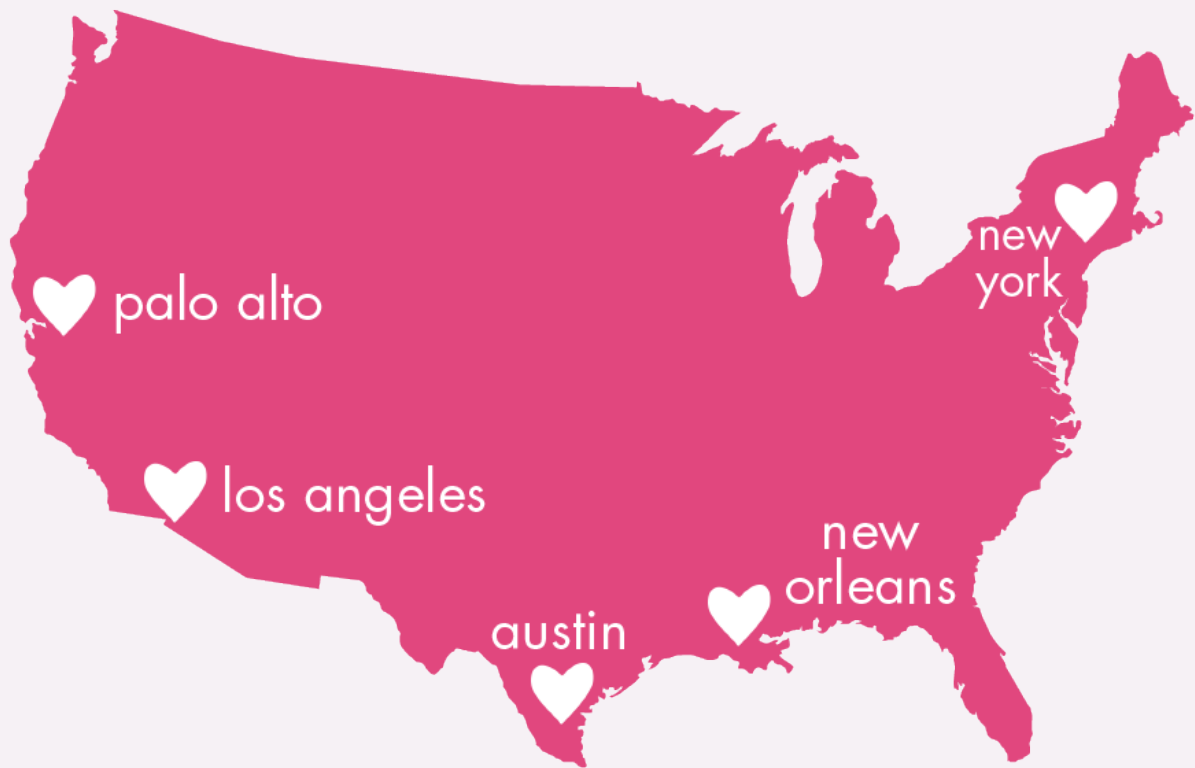 new
york
palo alto
los angeles
new
orleans
austin